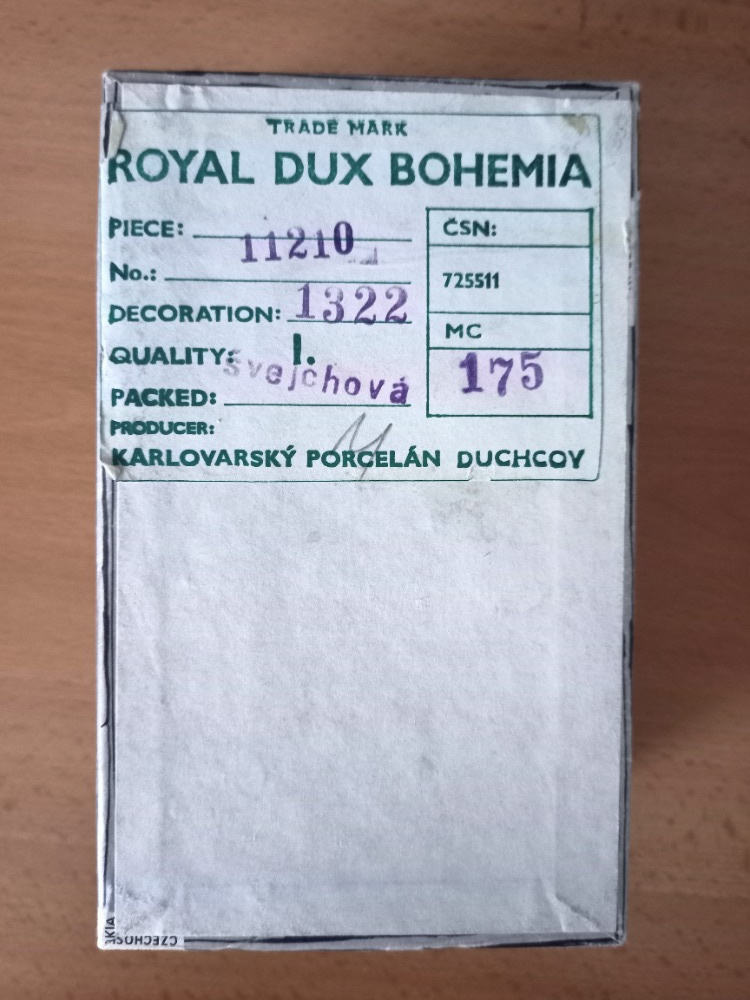 TRADE MARK
ROYAL DUX BOHEMIA
PIECE: 11210
No.:
DECORATION: 1322
QUALITY: I.
PACKED: Švejchová
PRODUCER:
KARLOVARSKÝ PORCELÁN DUCHCOV
ČSN:
725511
MC
175